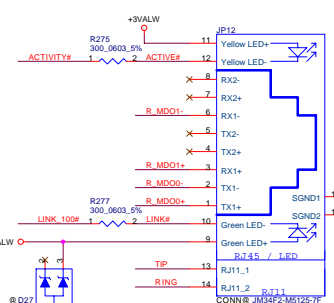 +3VALW
JP12
R275
300_0603_5%
11 Yellow LED+
ACTIVITY# 1 2 ACTIVE# 12 Yellow LED-
8 RX2-
7 RX2+
R_MDO1- 6 RX1-
5 TX2-
4 TX2+
R_MDO1+ 3 RX1+
R_MDO0- 2 TX1-
SGND1
R277
300_0603_5%
R_MDO0+ 1 TX1+
SGND2
LINK_100# 1 2 LINK# 10 Green LED-
9 Green LED+
RJ45 / LED
2 3
TIP 13 RJ11_1
RING 14 RJ11_2
RJ11
@ D27
CONN@ JM34F2-M5125-7F